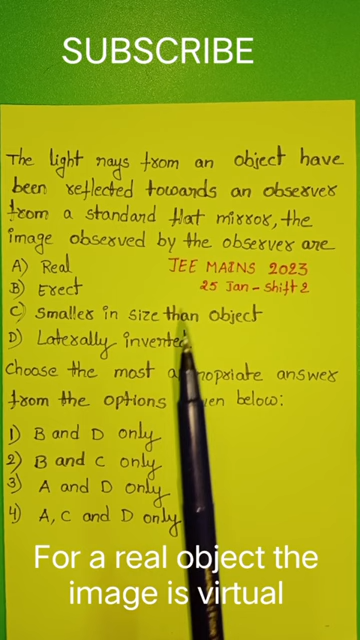 SUBSCRIBE
The light rays from an object have
been reflected towards an observer
from a standard flat mirror, the
image observed by the observer are
A) Real
JEE MAINS 2023
B) Erect
25 Jan - Shift 2
C) Smaller in size than object
D) Laterally inverted
Choose the most appropriate answer
from the options given below:
1) B and D only
2) B and C only
3) A and D only
4) A, C and D only
For a real object the
image is virtual